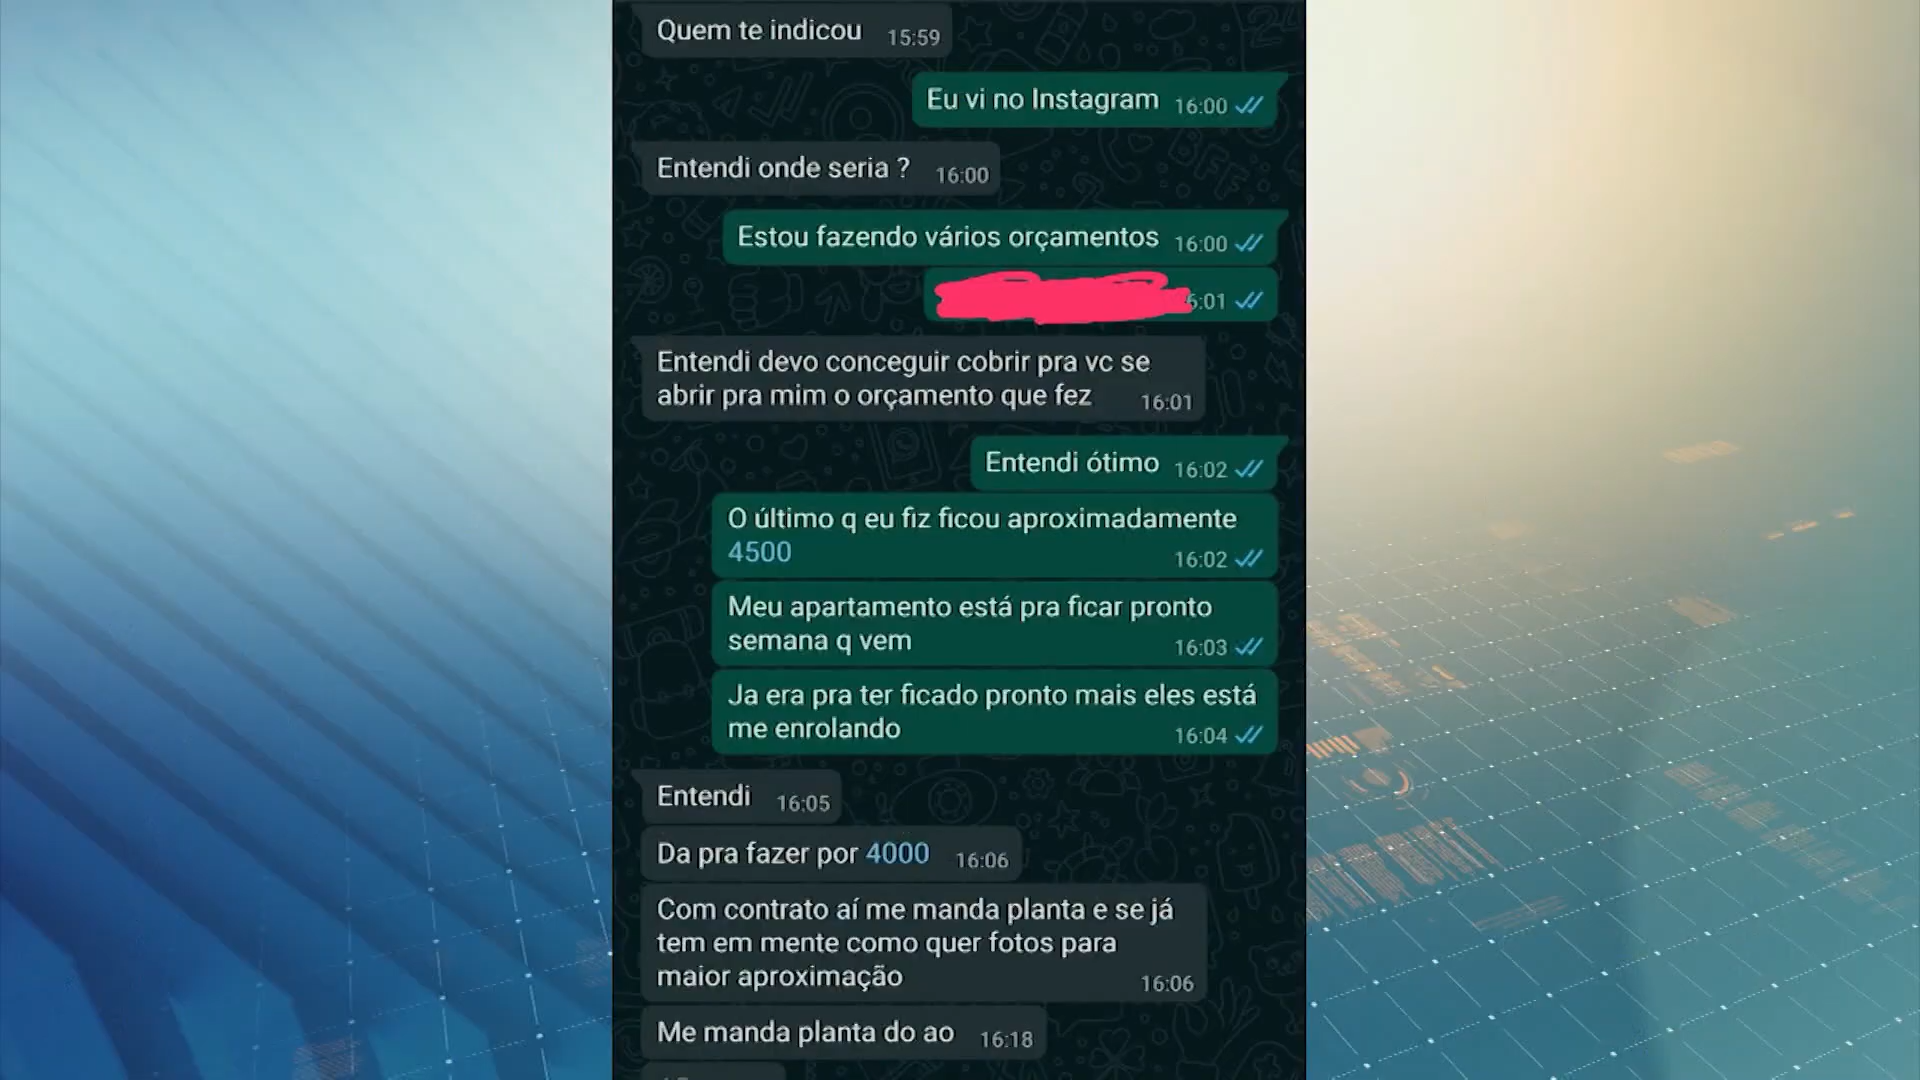 Quem te indicou 15:59
Eu vi no Instagram 16:00
Entendi onde seria ? 16:00
Estou fazendo vários orçamentos 16:00
6:01
Entendi devo conceguir cobrir pra vc se
abrir pra mim o orçamento que fez 16:01
Entendi ótimo 16:02
O último q eu fiz ficou aproximadamente
4500 16:02
Meu apartamento está pra ficar pronto
semana q vem 16:03
Ja era pra ter ficado pronto mais eles está
me enrolando 16:04
Entendi 16:05
Da pra fazer por 4000 16:06
Com contrato aí me manda planta e se já
tem em mente como quer fotos para
maior aproximação 16:06
Me manda planta do ao 16:18